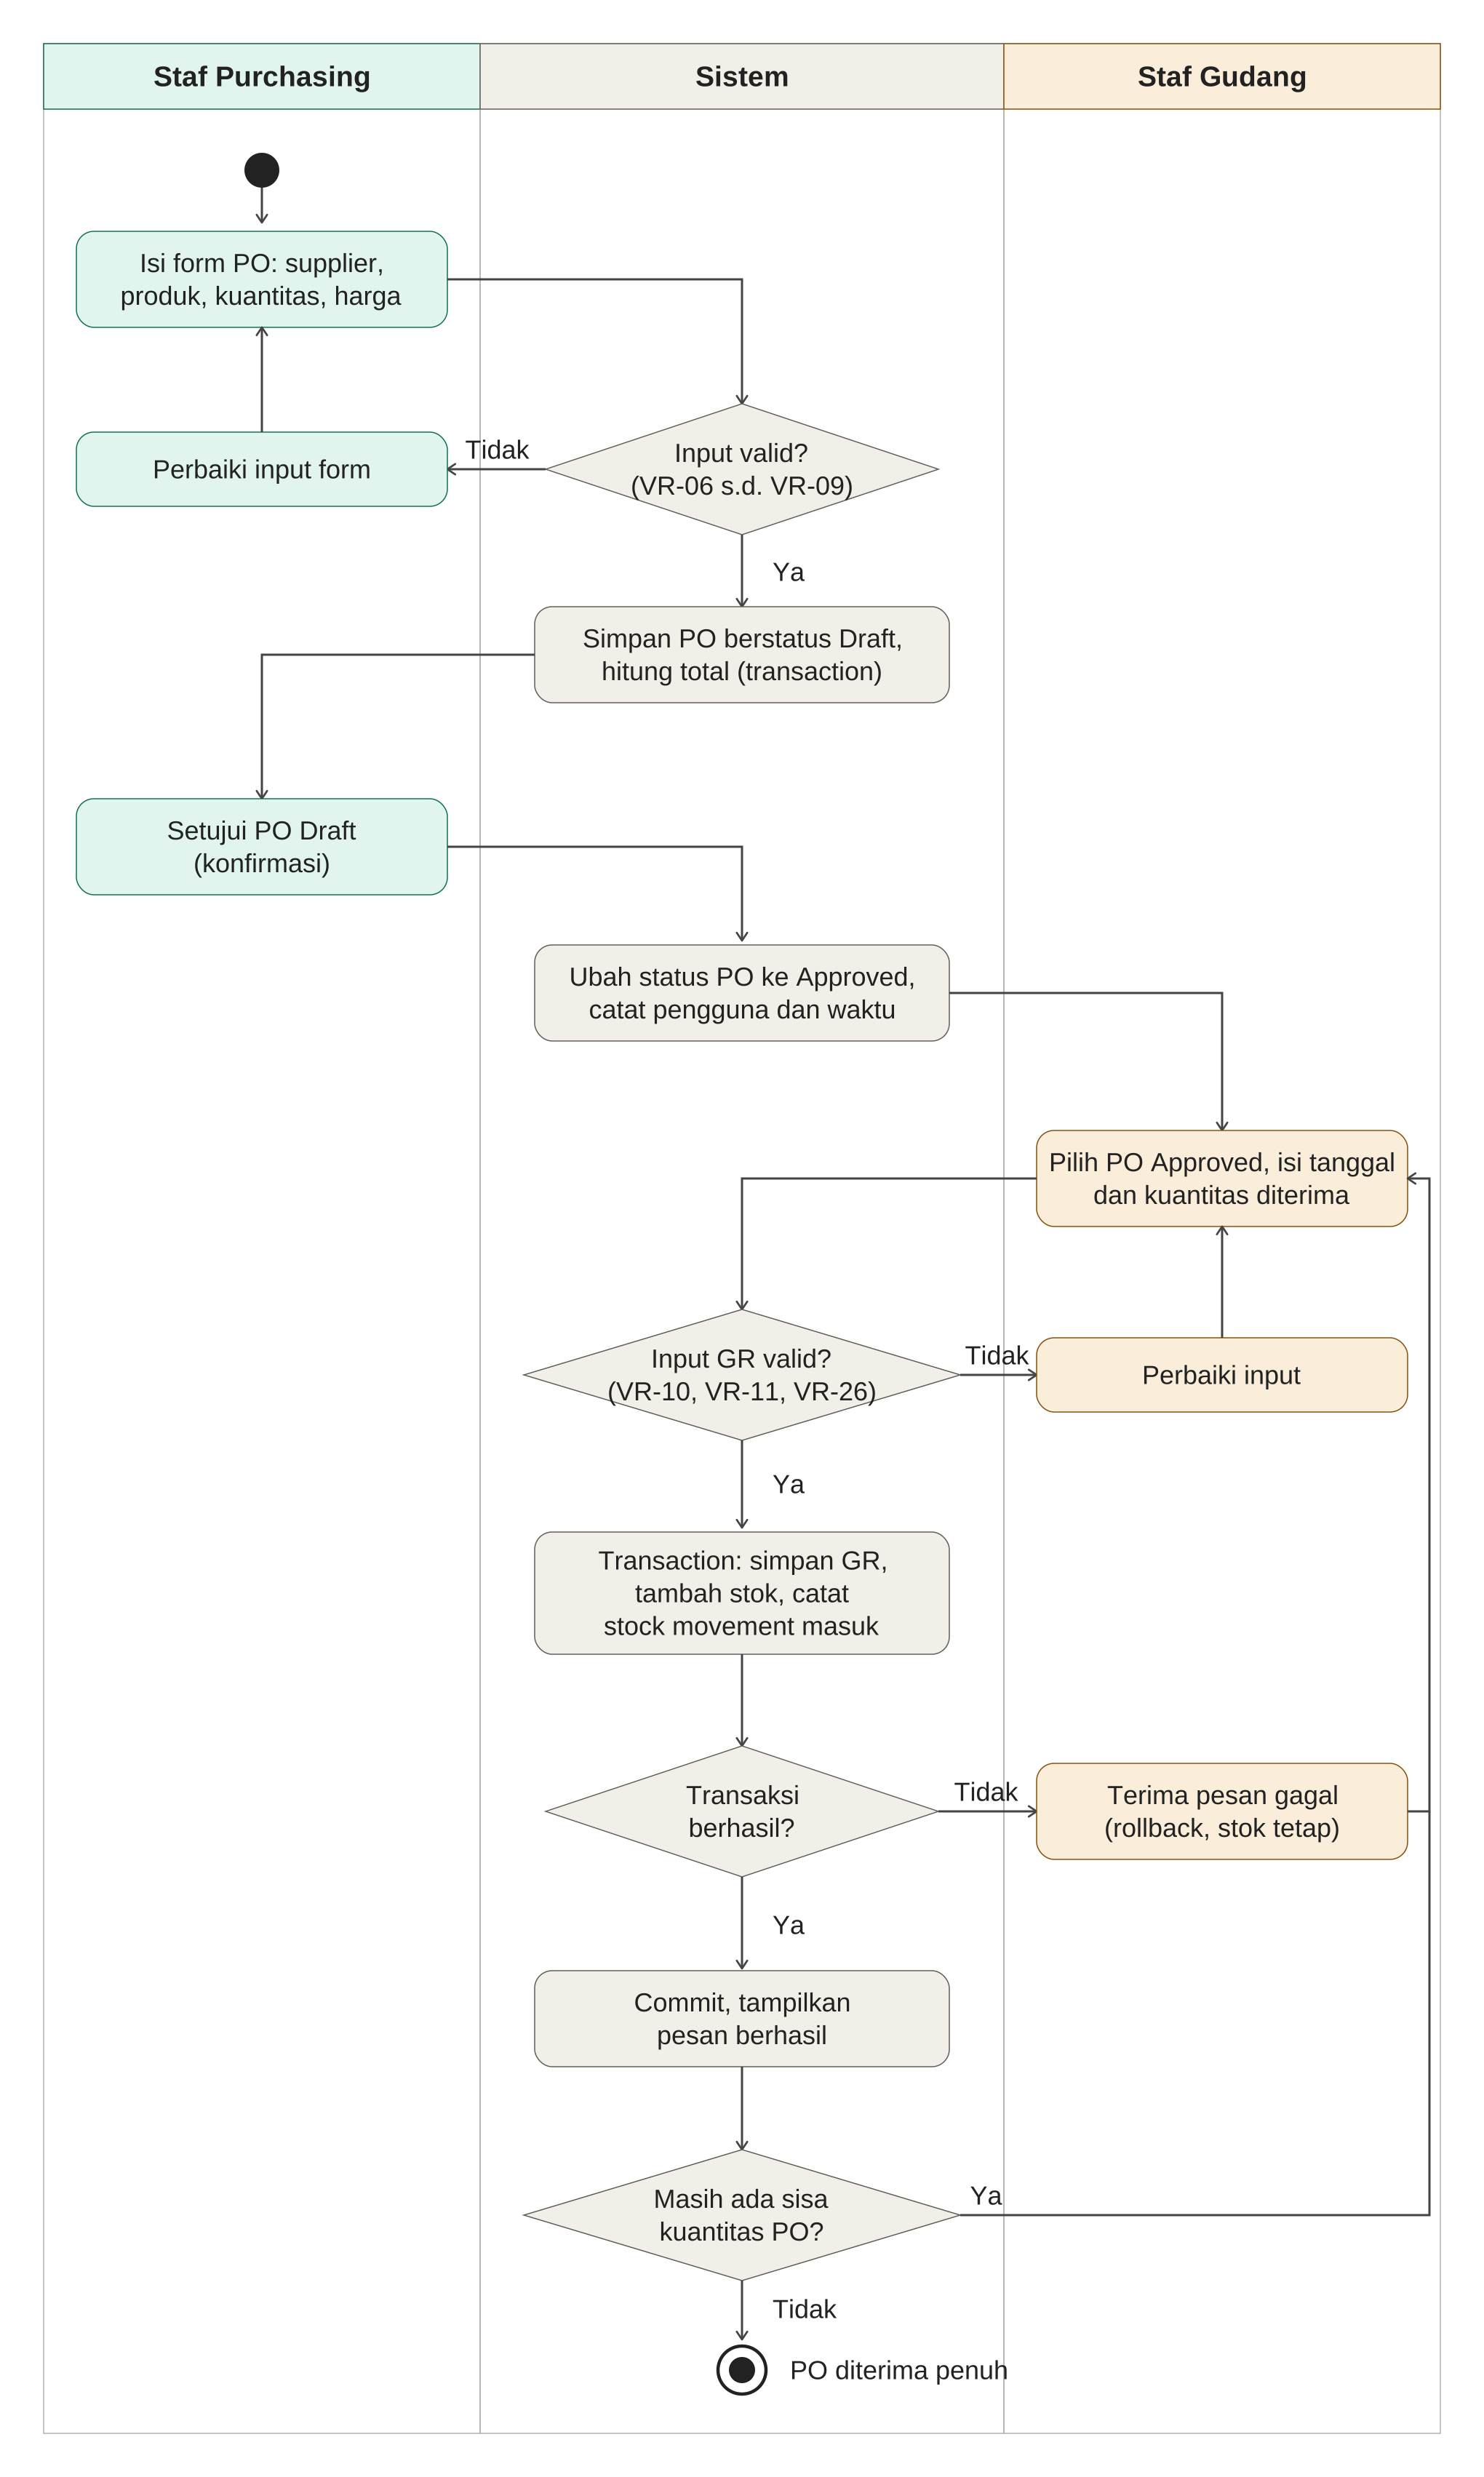 Staf Purchasing
Sistem
Staf Gudang
Isi form PO: supplier,
produk, kuantitas, harga
Perbaiki input form
Tidak
Input valid?
(VR-06 s.d. VR-09)
Ya
Simpan PO berstatus Draft,
hitung total (transaction)
Setujui PO Draft
(konfirmasi)
Ubah status PO ke Approved,
catat pengguna dan waktu
Pilih PO Approved, isi tanggal
dan kuantitas diterima
Input GR valid?
(VR-10, VR-11, VR-26)
Tidak
Perbaiki input
Ya
Transaction: simpan GR,
tambah stok, catat
stock movement masuk
Transaksi
berhasil?
Tidak
Terima pesan gagal
(rollback, stok tetap)
Ya
Commit, tampilkan
pesan berhasil
Masih ada sisa
kuantitas PO?
Ya
Tidak
PO diterima penuh